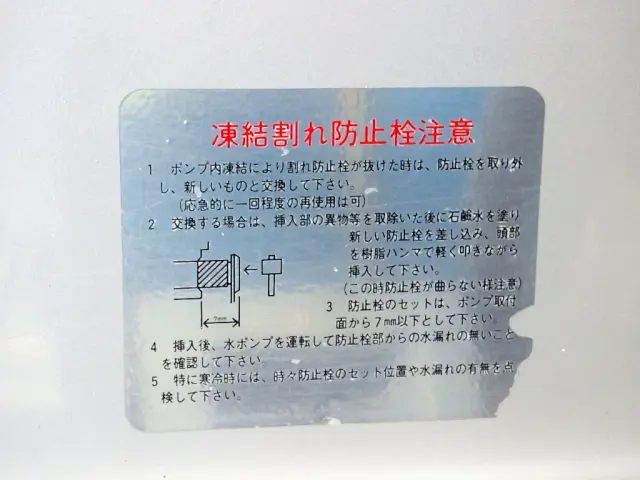 凍結割れ防止栓注意
1 ポンプ内凍結により割れ防止栓が抜けた時は、防止栓を取り外
し、新しいものと交換して下さい。
（応急的に一回程度の再使用は可）
2 交換する場合は、挿入部の異物等を取除いた後に石鹸水を塗り
新しい防止栓を差し込み、頭部
を樹脂ハンマで軽く叩きながら
挿入して下さい。
（この時防止栓が曲らない様注意）
7mm
3 防止栓のセットは、ポンプ取付
面から7mm以下として下さい。
4 挿入後、水ポンプを運転して防止栓部からの水漏れの無いこと
を確認して下さい。
5 特に寒冷時には、時々防止栓のセット位置や水漏れの有無を点
検して下さい。